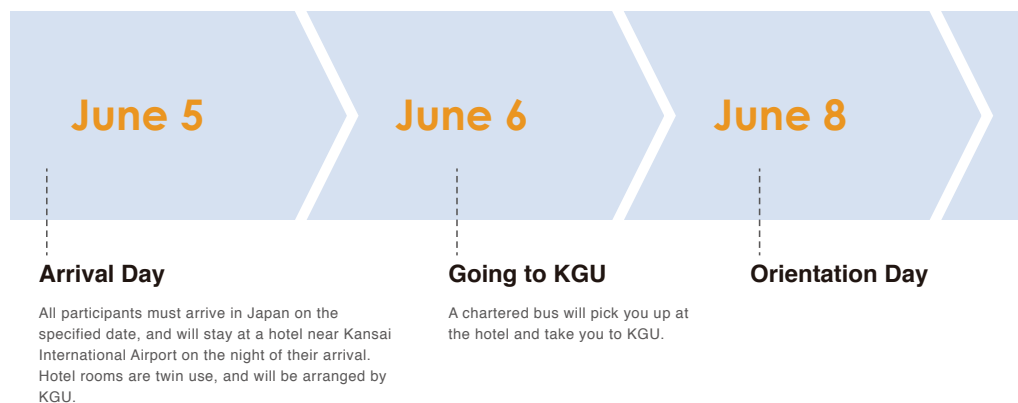 June 5
June 6
June 8
Arrival Day
All participants must arrive in Japan on the
specified date, and will stay at a hotel near Kansai
International Airport on the night of their arrival.
Hotel rooms are twin use, and will be arranged by
KGU.
Going to KGU
A chartered bus will pick you up at
the hotel and take you to KGU.
Orientation Day